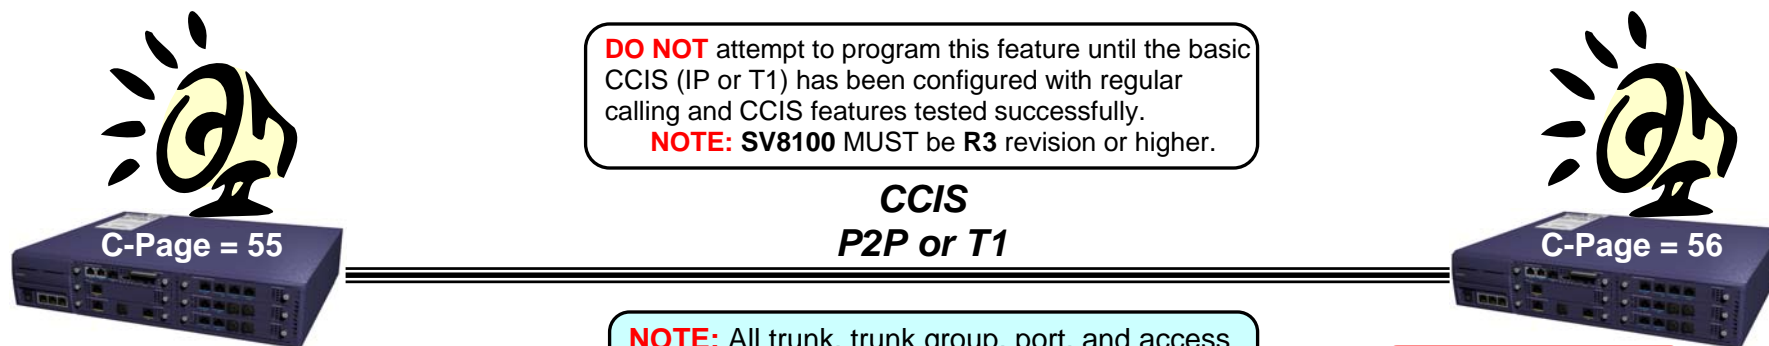 DO NOT attempt to program this feature until the basic
CCIS (IP or T1) has been configured with regular
calling and CCIS features tested successfully.
NOTE: SV8100 MUST be R3 revision or higher.
CCIS
P2P or T1
C-Page = 55
C-Page = 56
NOTE: All trunk, trunk group, port, and access